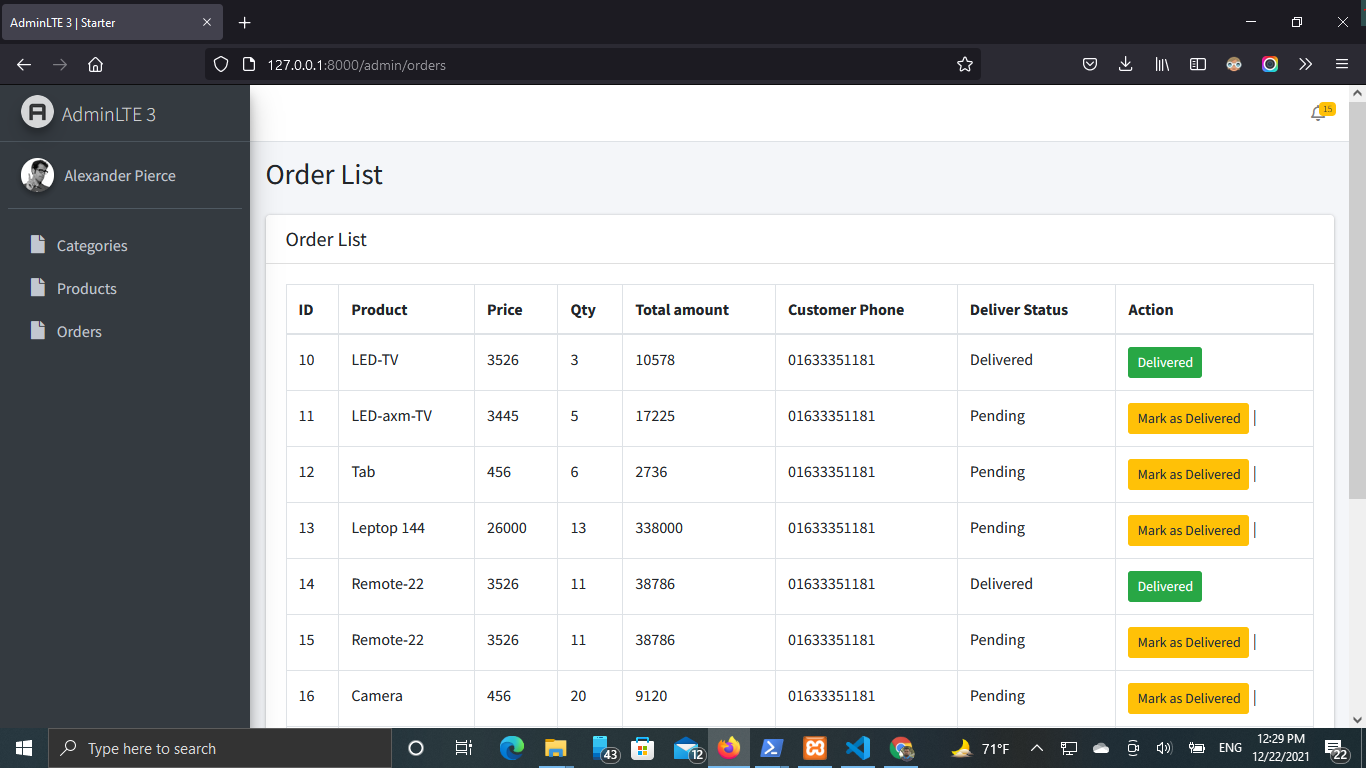 AdminLTE 3 | Starter
127.0.0.1:8000/admin/orders
AdminLTE 3
15
Alexander Pierce
Categories
Products
Orders
Order List
Order List
ID Product Price Qty Total amount Customer Phone Deliver Status Action
10 LED-TV 3526 3 10578 01633351181 Delivered Delivered
11 LED-axm-TV 3445 5 17225 01633351181 Pending Mark as Delivered |
12 Tab 456 6 2736 01633351181 Pending Mark as Delivered |
13 Leptop 144 26000 13 338000 01633351181 Pending Mark as Delivered |
14 Remote-22 3526 11 38786 01633351181 Delivered Delivered
15 Remote-22 3526 11 38786 01633351181 Pending Mark as Delivered |
16 Camera 456 20 9120 01633351181 Pending Mark as Delivered |
Type here to search
43
12
71°F
ENG
12:29 PM
12/22/2021
22